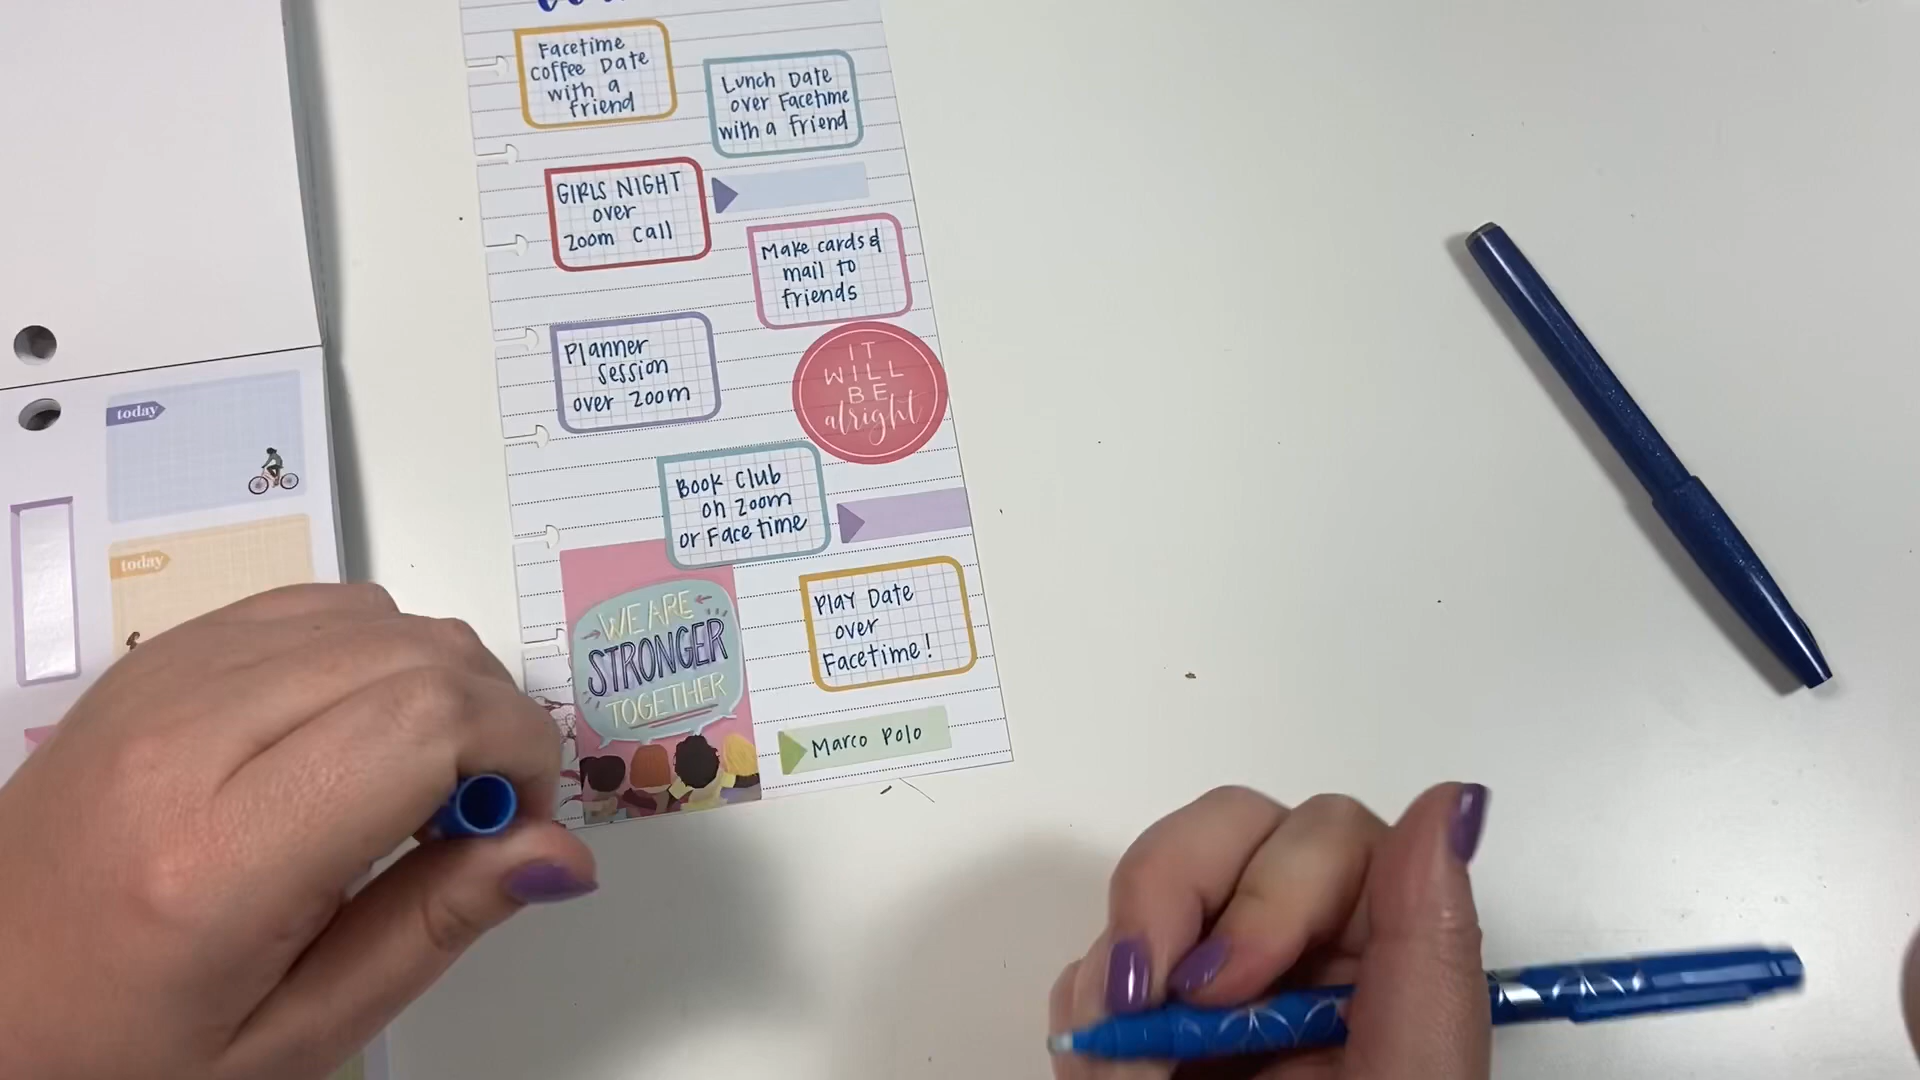 Facetime
Coffee Date
with a
friend
Lunch Date
over Facetime
with a friend
GIRLS NIGHT
over
Zoom Call
Make cards &
mail to
friends
Planner
Session
over Zoom
IT
WILL
BE
alright
Book Club
on Zoom
or Facetime
WE ARE
STRONGER
TOGETHER
Play Date
over
Facetime!
Marco Polo
today
today